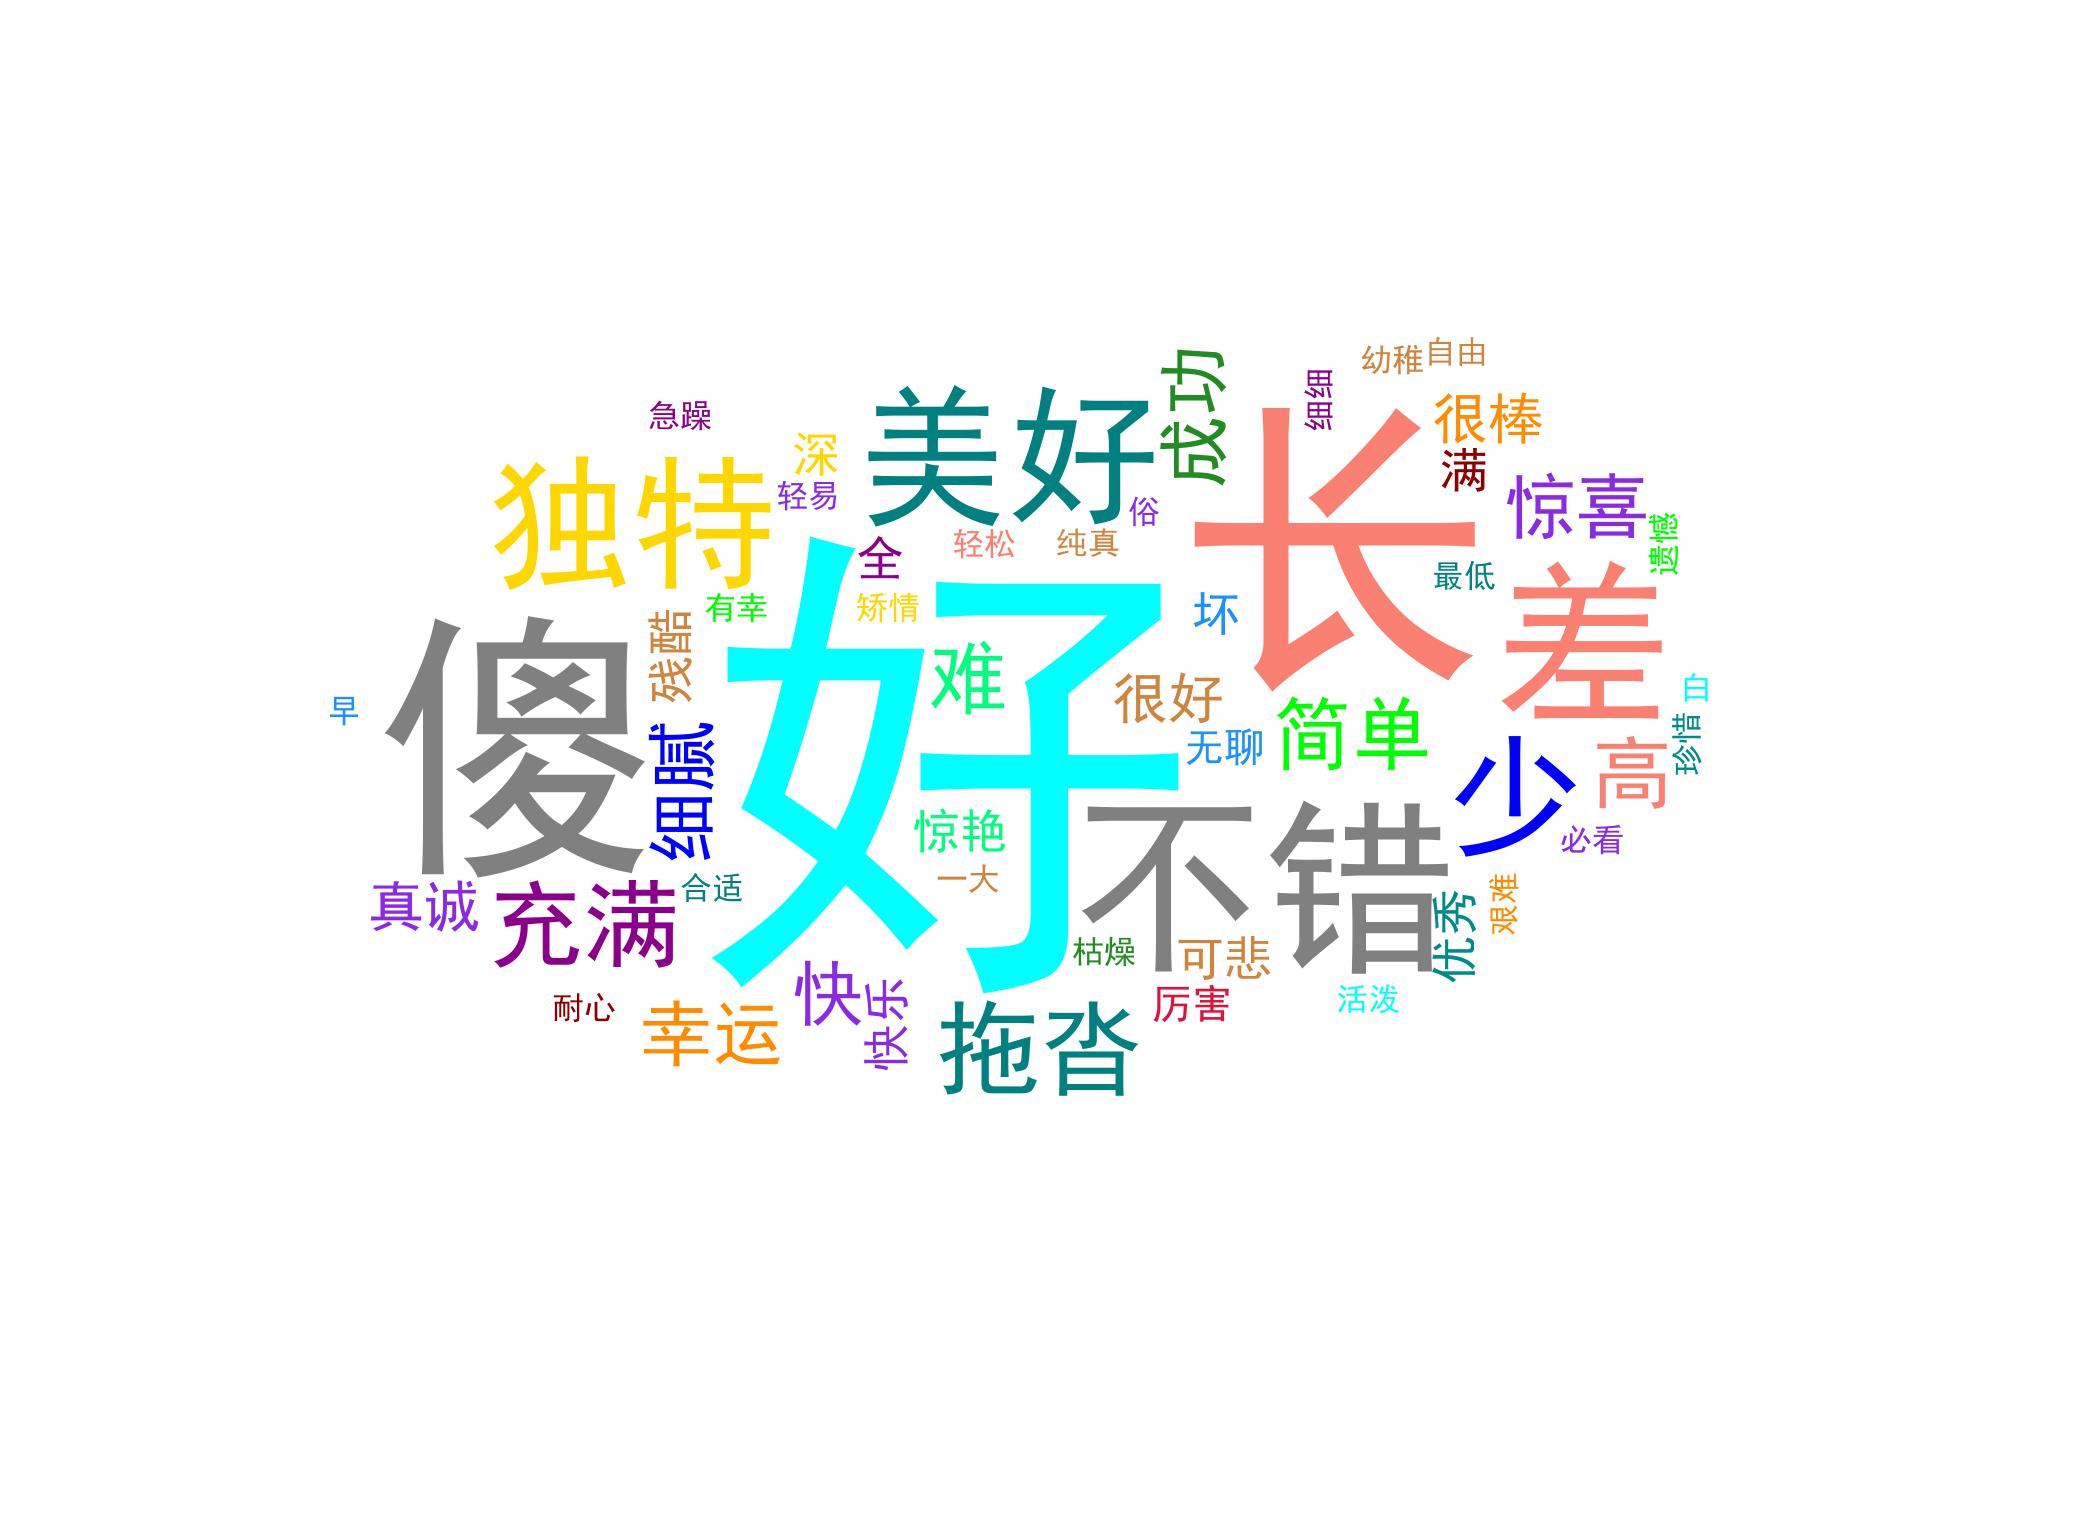 幼稚
自由
成功
细细
很棒
急躁
美好
长
深
满
独特
轻易
俗
惊喜
全
轻松
纯真
遗憾
最低
有幸
矫情
好
坏
差
傻
残酷
难
很好
白
早
细腻
无聊
简单
珍惜
高
少
惊艳
不错
必看
真诚
充满
合适
一大
艰难
优秀
枯燥
可悲
耐心
快
快乐
厉害
活泼
幸运
拖沓